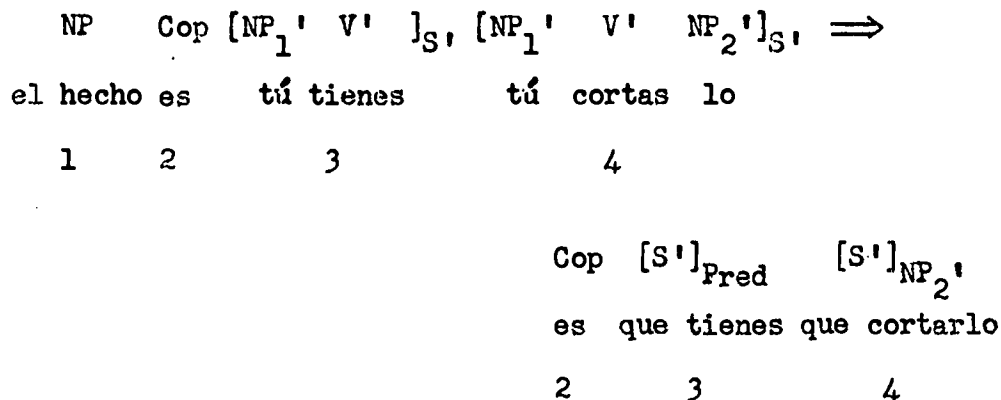 NP Cop [NP₁' V' ]S' [NP₁' V' NP₂']S' ⟹
el hecho es tú tienes tú cortas lo
1 2 3 4
Cop [S']Pred [S']NP₂'
es que tienes que cortarlo
2 3 4